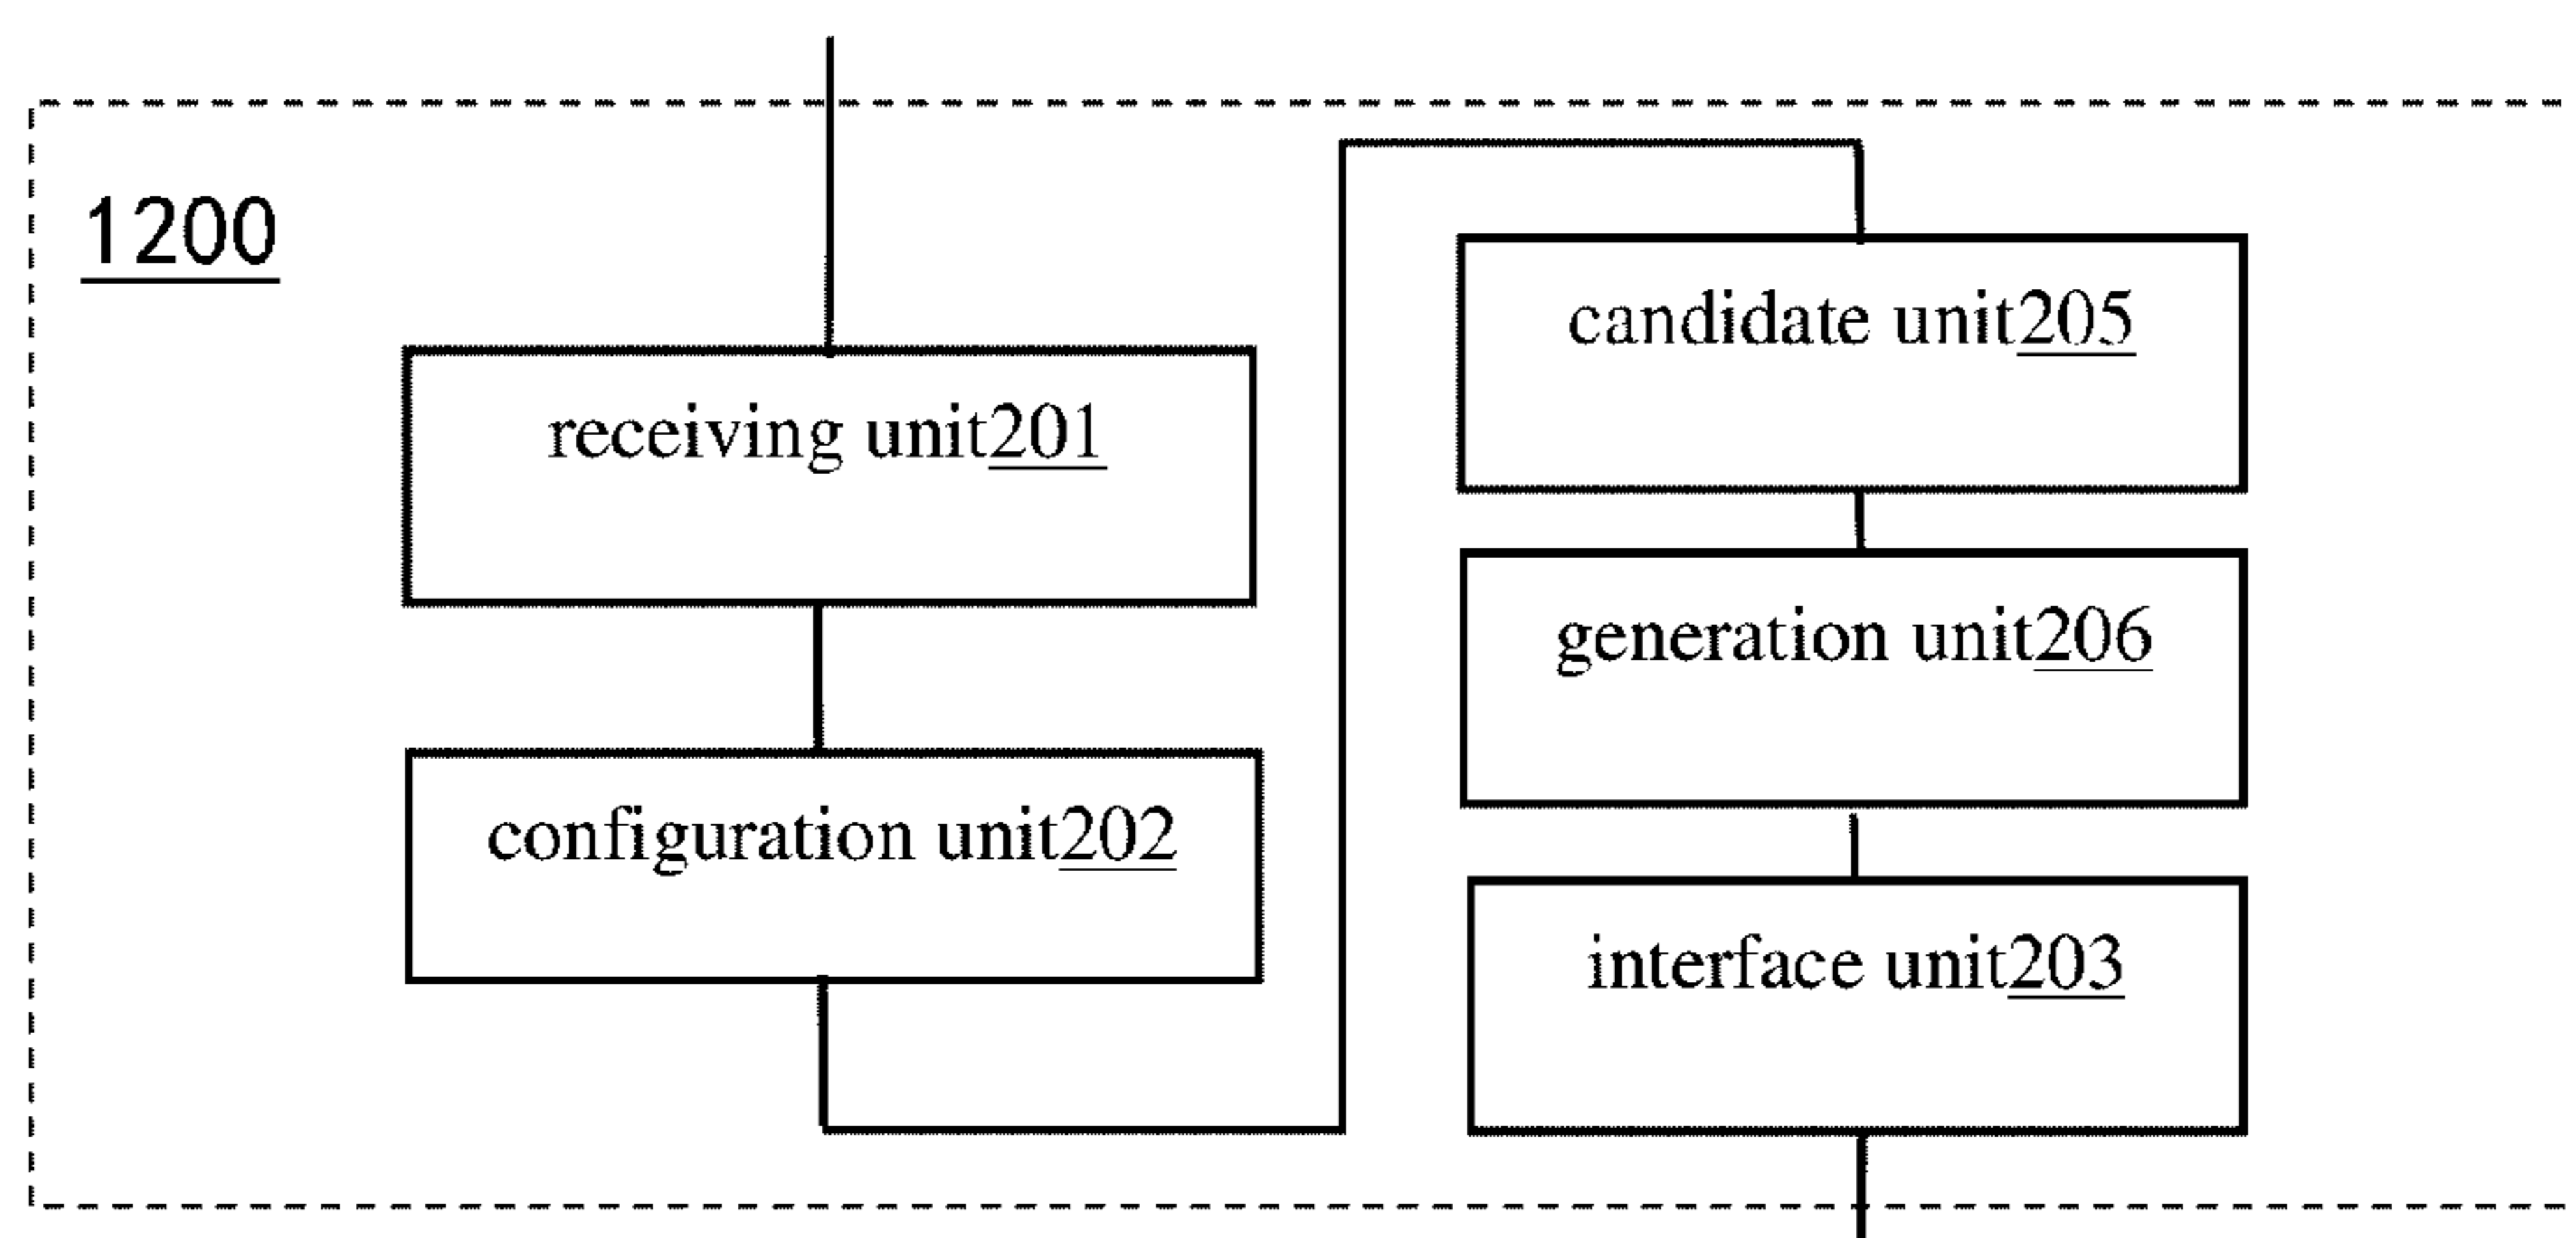 1200
receiving unit201
configuration unit202
candidate unit205
generation unit206
interface unit203